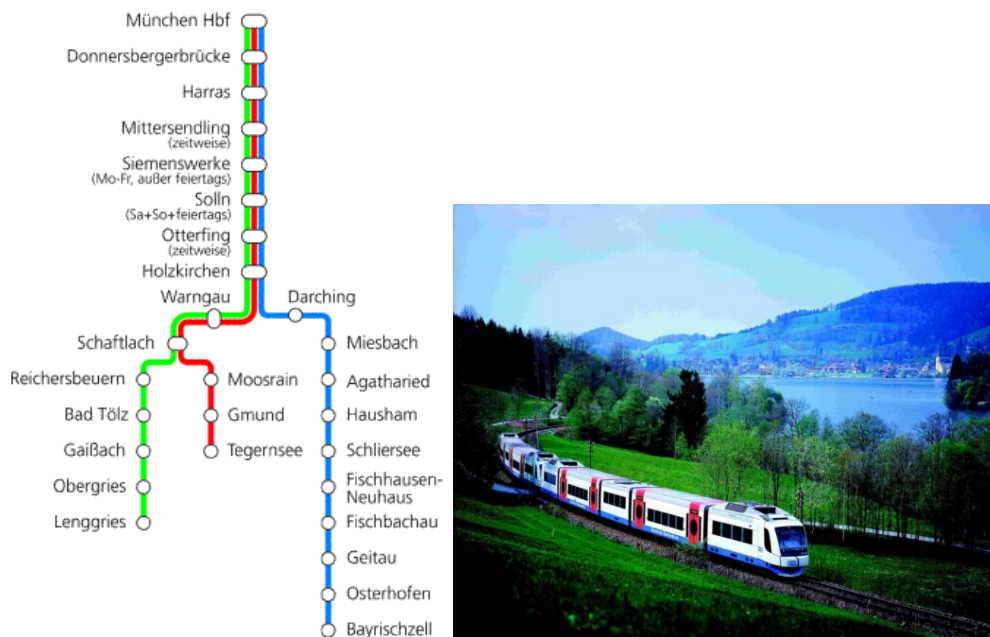 München Hbf
Donnersbergerbrücke
Harras
Mittersendling
(zeitweise)
Siemenswerke
(Mo-Fr, außer feiertags)
Solln
(Sa+So+feiertags)
Otterfing
(zeitweise)
Holzkirchen
Warngau
Darching
Schaftlach
Miesbach
Reichersbeuern
Moosrain
Agatharied
Bad Tölz
Gmund
Hausham
Gaißach
Tegernsee
Schliersee
Obergries
Fischhausen-
Neuhaus
Lenggries
Fischbachau
Geitau
Osterhofen
Bayrischzell